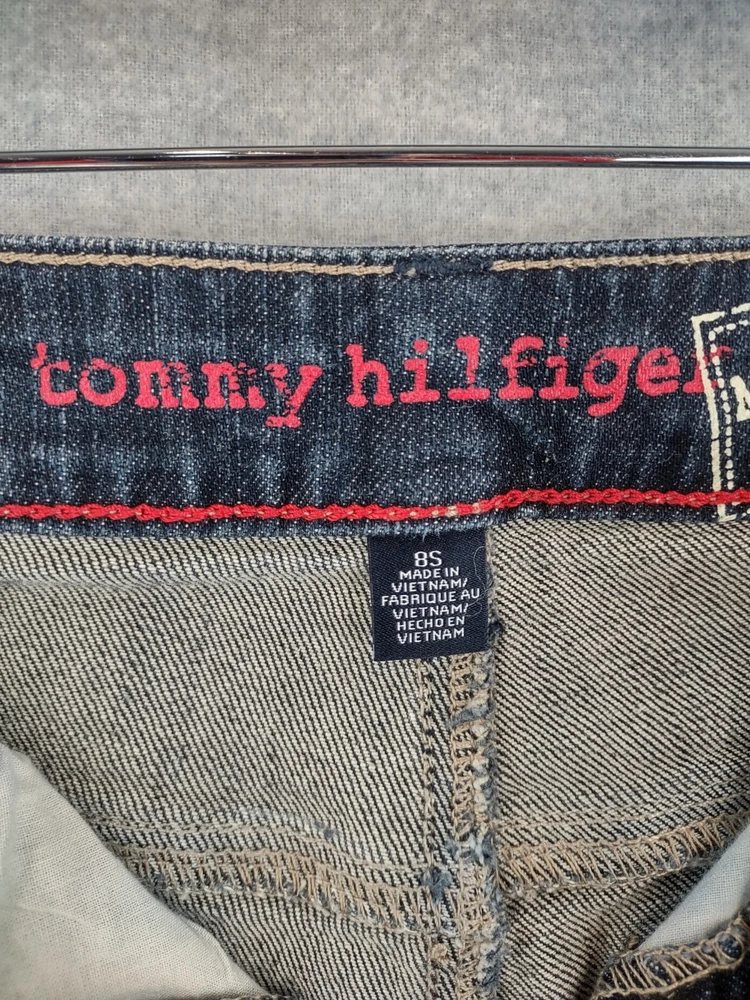 tommy hilfiger
8S
MADE IN
VIETNAM/
FABRIQUE AU
VIETNAM/
HECHO EN
VIETNAM